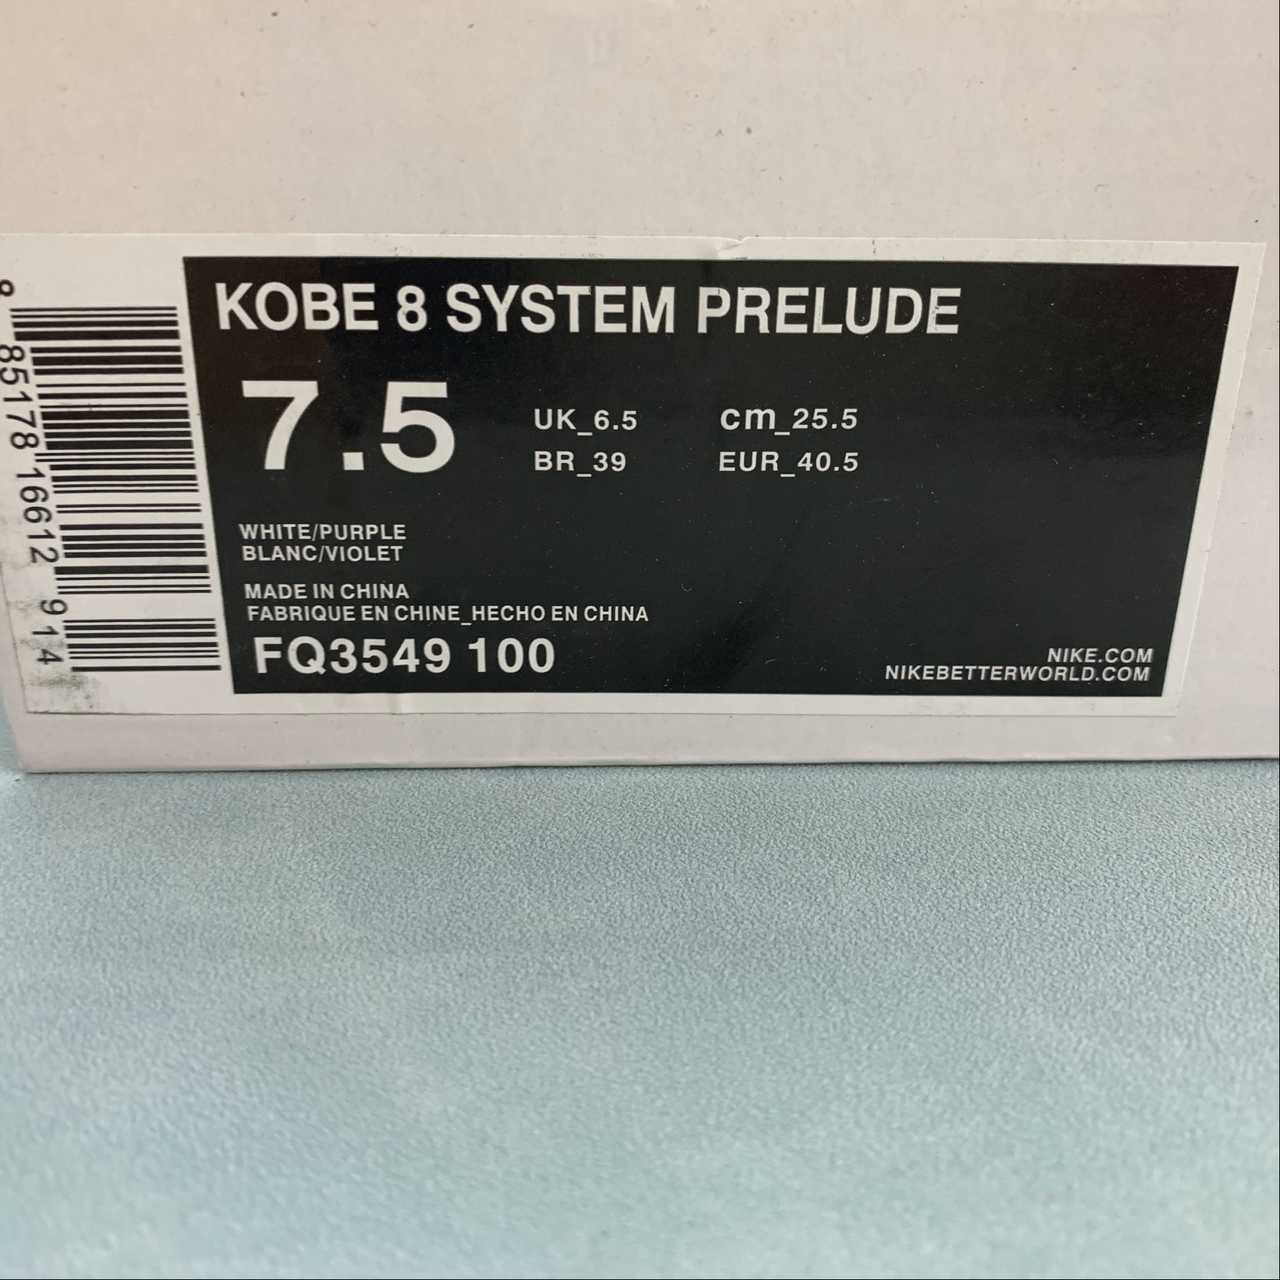 KOBE 8 SYSTEM PRELUDE
7.5
UK_6.5
cm_25.5
BR_39
EUR_40.5
WHITE/PURPLE
BLANC/VIOLET
MADE IN CHINA
FABRIQUE EN CHINE_HECHO EN CHINA
FQ3549 100
NIKE.COM
NIKEBETTERWORLD.COM
8 85178 16612 914